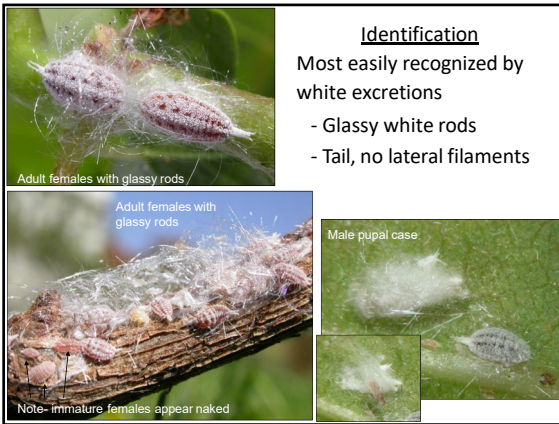 Identification
Most easily recognized by
white excretions
- Glassy white rods
- Tail, no lateral filaments
Adult females with glassy rods
Adult females with
glassy rods
Male pupal case
Note- immature females appear naked